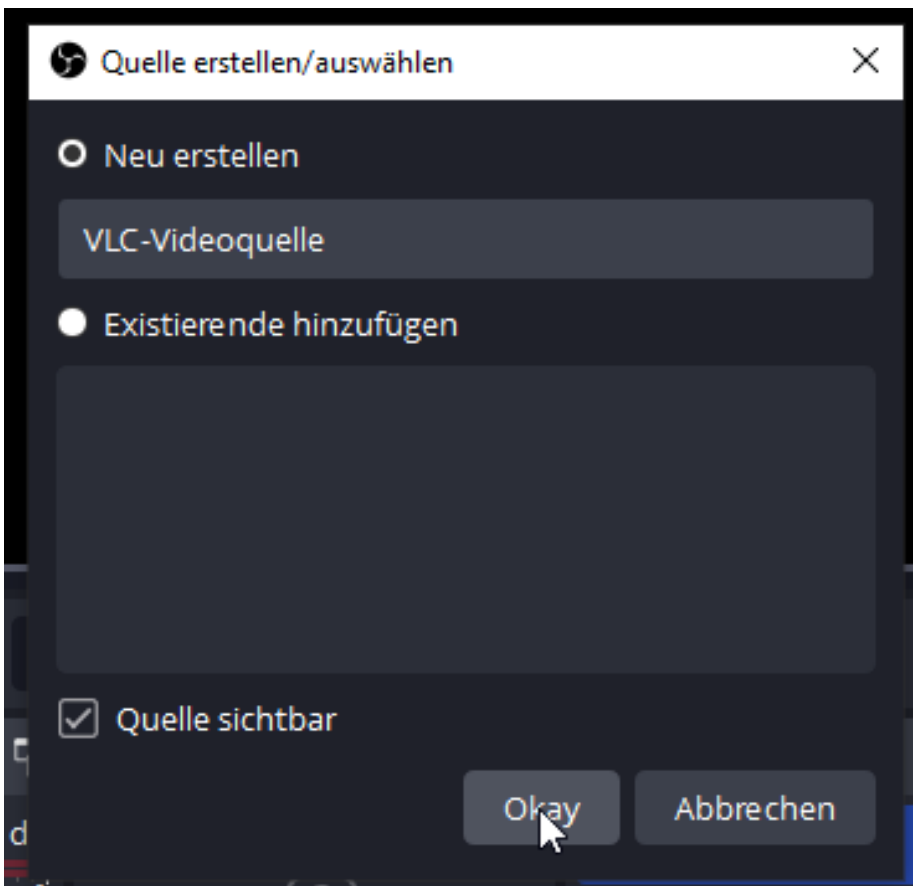 Quelle erstellen/auswählen
Neu erstellen
VLC-Videoquelle
Existierende hinzufügen
Quelle sichtbar
Okay Abbrechen
d